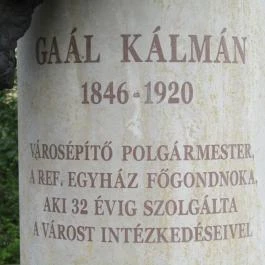 GAÁL KÁLMÁN
1846-1920
VÁROSÉPÍTŐ POLGÁRMESTER,
A REF. EGYHÁZ FŐGONDNOKA,
AKI 32 ÉVIG SZOLGÁLTA
A VÁROST INTÉZKEDÉSEIVEL